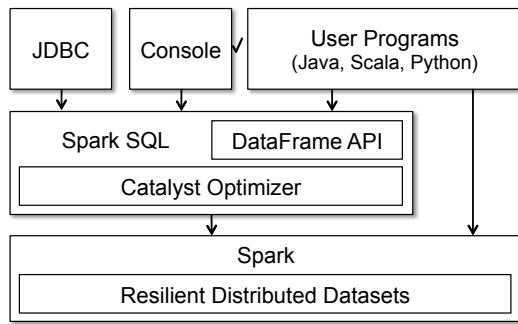 JDBC
Console ✓
User Programs
(Java, Scala, Python)
Spark SQL
DataFrame API
Catalyst Optimizer
Spark
Resilient Distributed Datasets